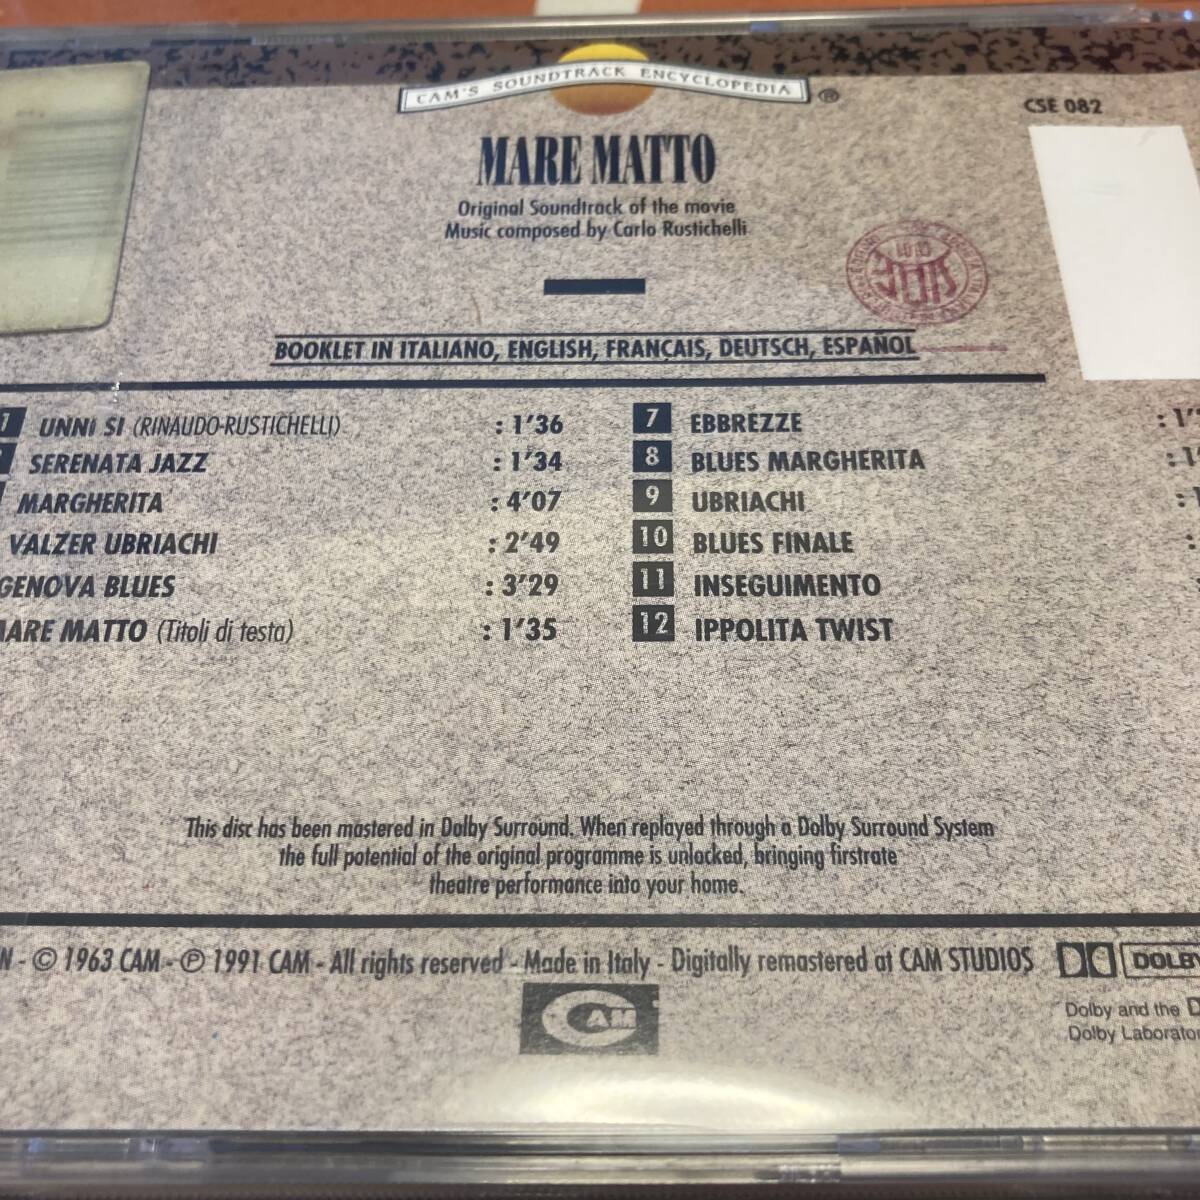 CAM'S SOUNDTRACK ENCYCLOPEDIA ®
CSE 082
MARE MATTO
Original Soundtrack of the movie
Music composed by Carlo Rustichelli
BOOKLET IN ITALIANO, ENGLISH, FRANÇAIS, DEUTSCH, ESPAÑOL
1 UNNI SI (RINAUDO-RUSTICHELLI) : 1'36
SERENATA JAZZ : 1'34
MARGHERITA : 4'07
VALZER UBRIACHI : 2'49
GENOVA BLUES : 3'29
MARE MATTO (Titoli di testa) : 1'35
7 EBBREZZE : 1'
8 BLUES MARGHERITA : 1'
9 UBRIACHI :
10 BLUES FINALE :
11 INSEGUIMENTO
12 IPPOLITA TWIST
This disc has been mastered in Dolby Surround. When replayed through a Dolby Surround System
the full potential of the original programme is unlocked, bringing firstrate
theatre performance into your home.
N - © 1963 CAM - ℗ 1991 CAM - All rights reserved - Made in Italy - Digitally remastered at CAM STUDIOS
DOLBY
CAM
Dolby and the D
Dolby Laborato